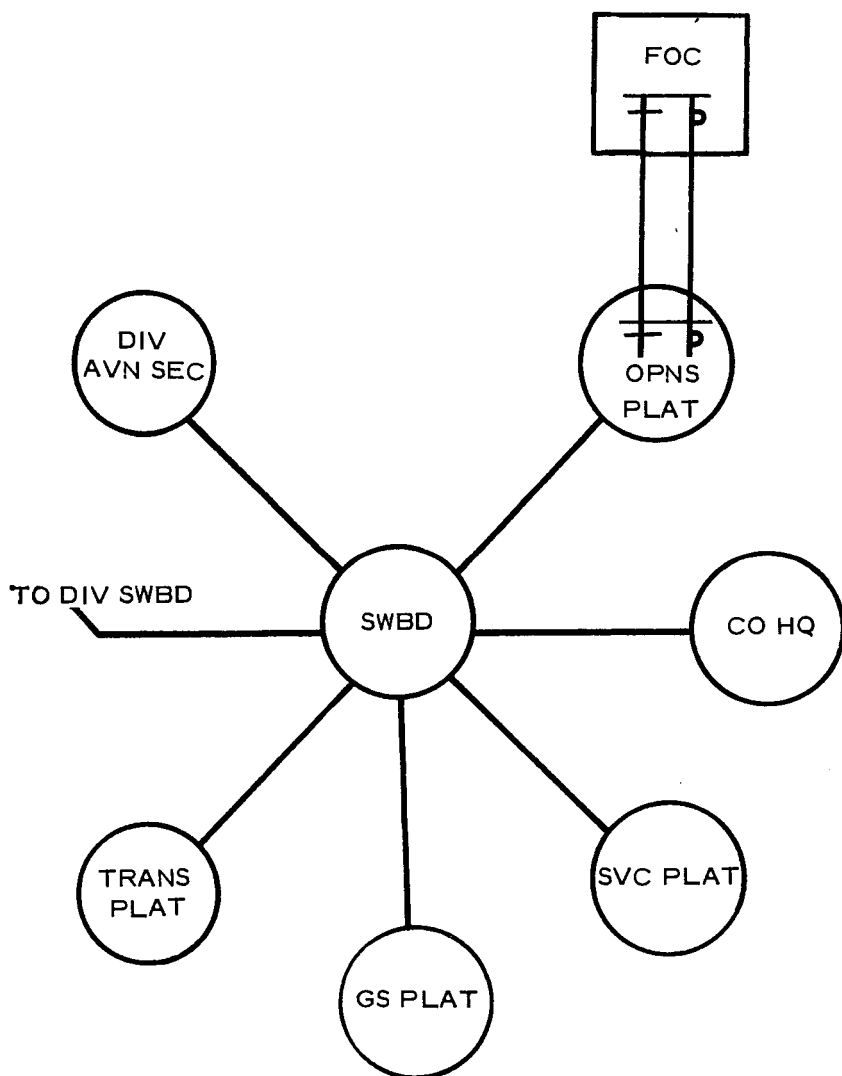 FOC
DIV
AVN SEC
OPNS
PLAT
TO DIV SWBD
SWBD
CO HQ
TRANS
PLAT
SVC PLAT
GS PLAT